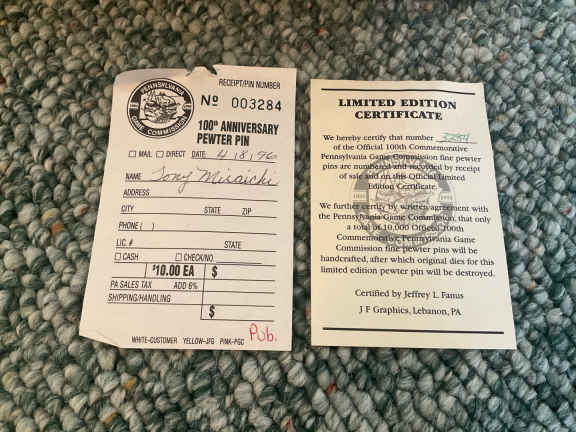 RECEIPT/PIN NUMBER
PENNSYLVANIA
GAME COMMISSION
Nº 003284
100th ANNIVERSARY
PEWTER PIN
MAIL DIRECT DATE 4/8/96
NAME Tony
ADDRESS
CITY STATE ZIP
PHONE ( )
LIC. # STATE
CASH CHECK/NO.
$10.00 EA $
PA SALES TAX ADD 6%
SHIPPING/HANDLING
$
Pub.
WHITE-CUSTOMER YELLOW-JFG PINK-PGC
LIMITED EDITION
CERTIFICATE
We hereby certify that number
of the Official 100th Commemorative
Pennsylvania Game Commission fine pewter
pins are numbered and recorded by receipt
of sale and on this Official Limited
Edition Certificate.
We further certify by written agreement with
the Pennsylvania Game Commission, that only
a total of 10,000 Official 100th
Commemorative Pennsylvania Game
Commission fine pewter pins will be
handcrafted, after which original dies for this
limited edition pewter pin will be destroyed.
Certified by Jeffrey L. Fanus
J F Graphics, Lebanon, PA